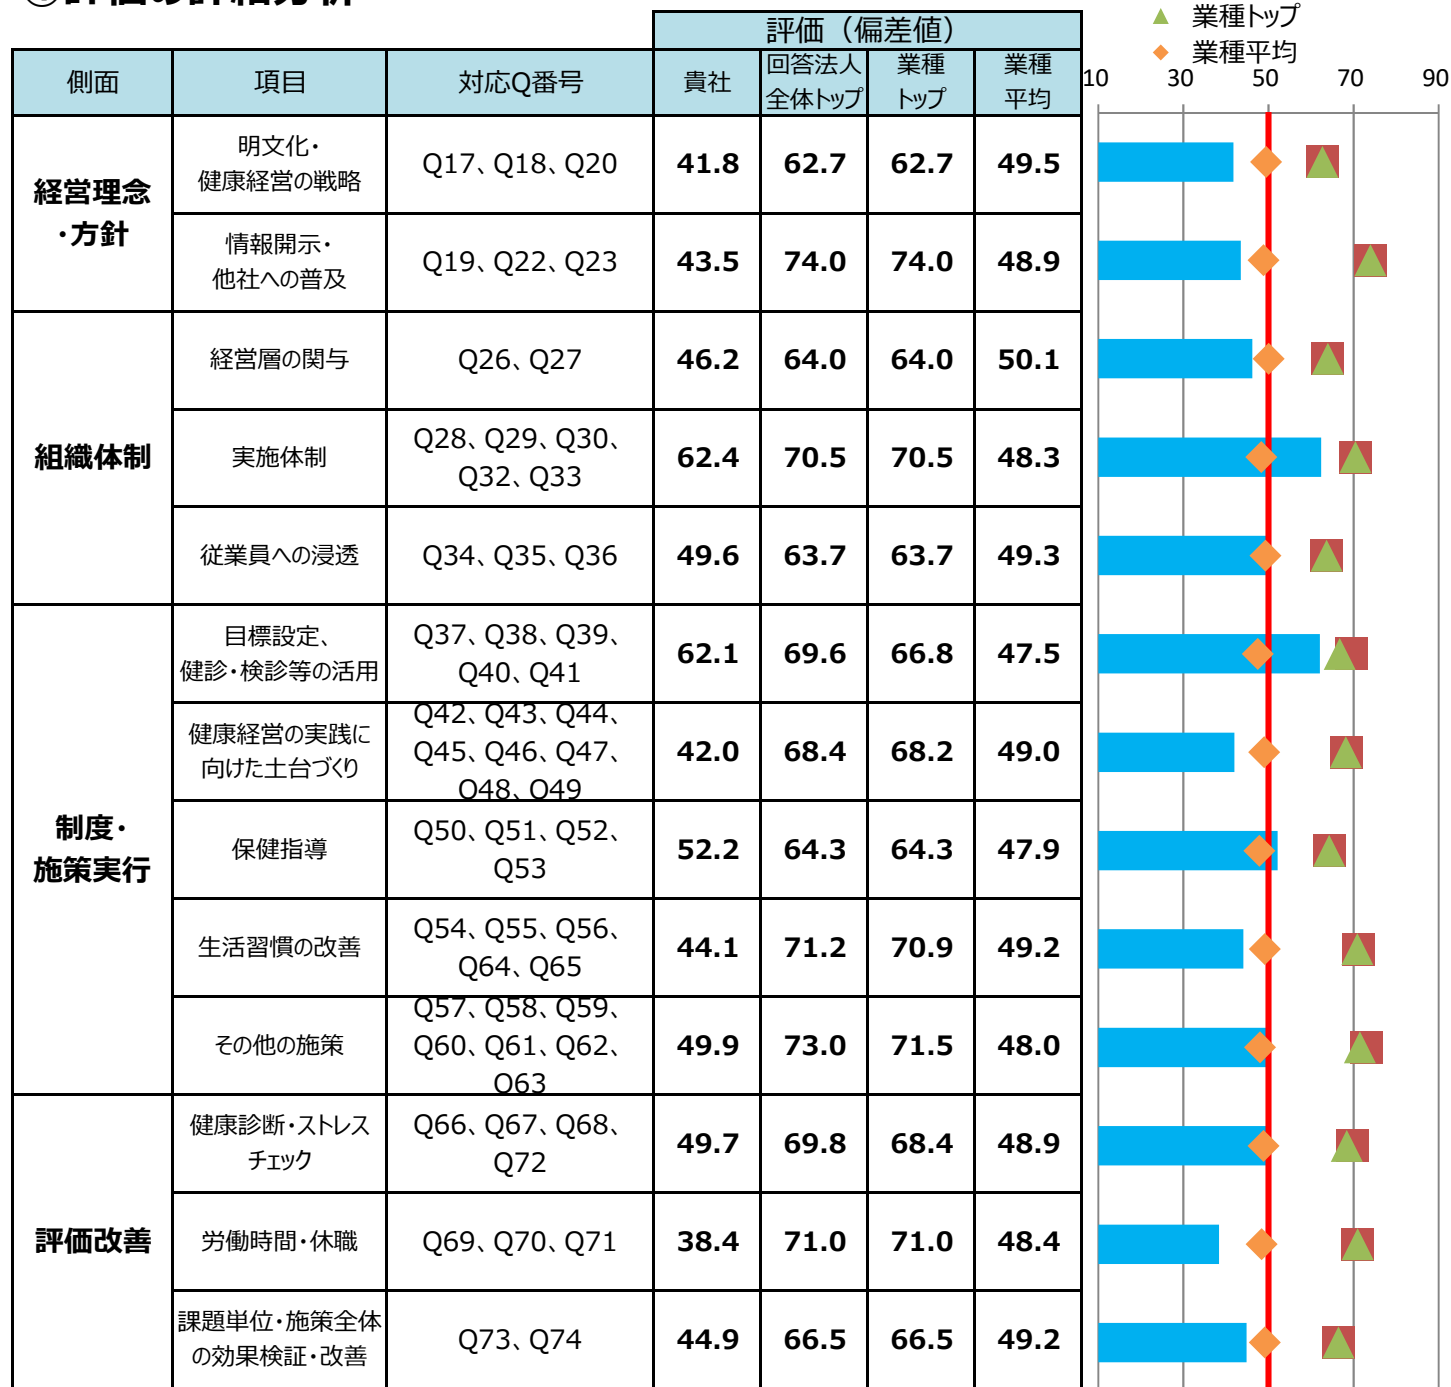 評価（偏差値）
▲ 業種トップ
◆ 業種平均
側面 項目 対応Q番号 貴社 回答法人全体トップ 業種トップ 業種平均
10 30 50 70 90
経営理念・方針
明文化・健康経営の戦略 Q17、Q18、Q20 41.8 62.7 62.7 49.5
情報開示・他社への普及 Q19、Q22、Q23 43.5 74.0 74.0 48.9
組織体制
経営層の関与 Q26、Q27 46.2 64.0 64.0 50.1
実施体制 Q28、Q29、Q30、Q32、Q33 62.4 70.5 70.5 48.3
従業員への浸透 Q34、Q35、Q36 49.6 63.7 63.7 49.3
制度・施策実行
目標設定、健診・検診等の活用 Q37、Q38、Q39、Q40、Q41 62.1 69.6 66.8 47.5
健康経営の実践に向けた土台づくり Q42、Q43、Q44、Q45、Q46、Q47、Q48、Q49 42.0 68.4 68.2 49.0
保健指導 Q50、Q51、Q52、Q53 52.2 64.3 64.3 47.9
生活習慣の改善 Q54、Q55、Q56、Q64、Q65 44.1 71.2 70.9 49.2
その他の施策 Q57、Q58、Q59、Q60、Q61、Q62、Q63 49.9 73.0 71.5 48.0
評価改善
健康診断・ストレスチェック Q66、Q67、Q68、Q72 49.7 69.8 68.4 48.9
労働時間・休職 Q69、Q70、Q71 38.4 71.0 71.0 48.4
課題単位・施策全体の効果検証・改善 Q73、Q74 44.9 66.5 66.5 49.2